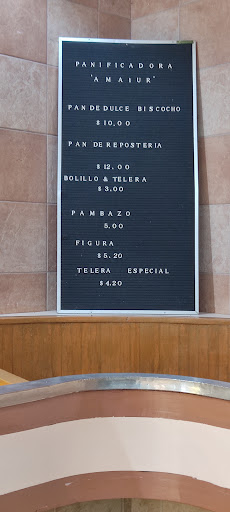 PANIFICADORA
'AMAIUR'
PAN DE DULCE BISCOCHO
$10.00
PAN DE REPOSTERIA
$12.00
BOLILLO & TELERA
$3.00
PAMBAZO
5.00
FIGURA
$5.20
TELERA ESPECIAL
$4.20